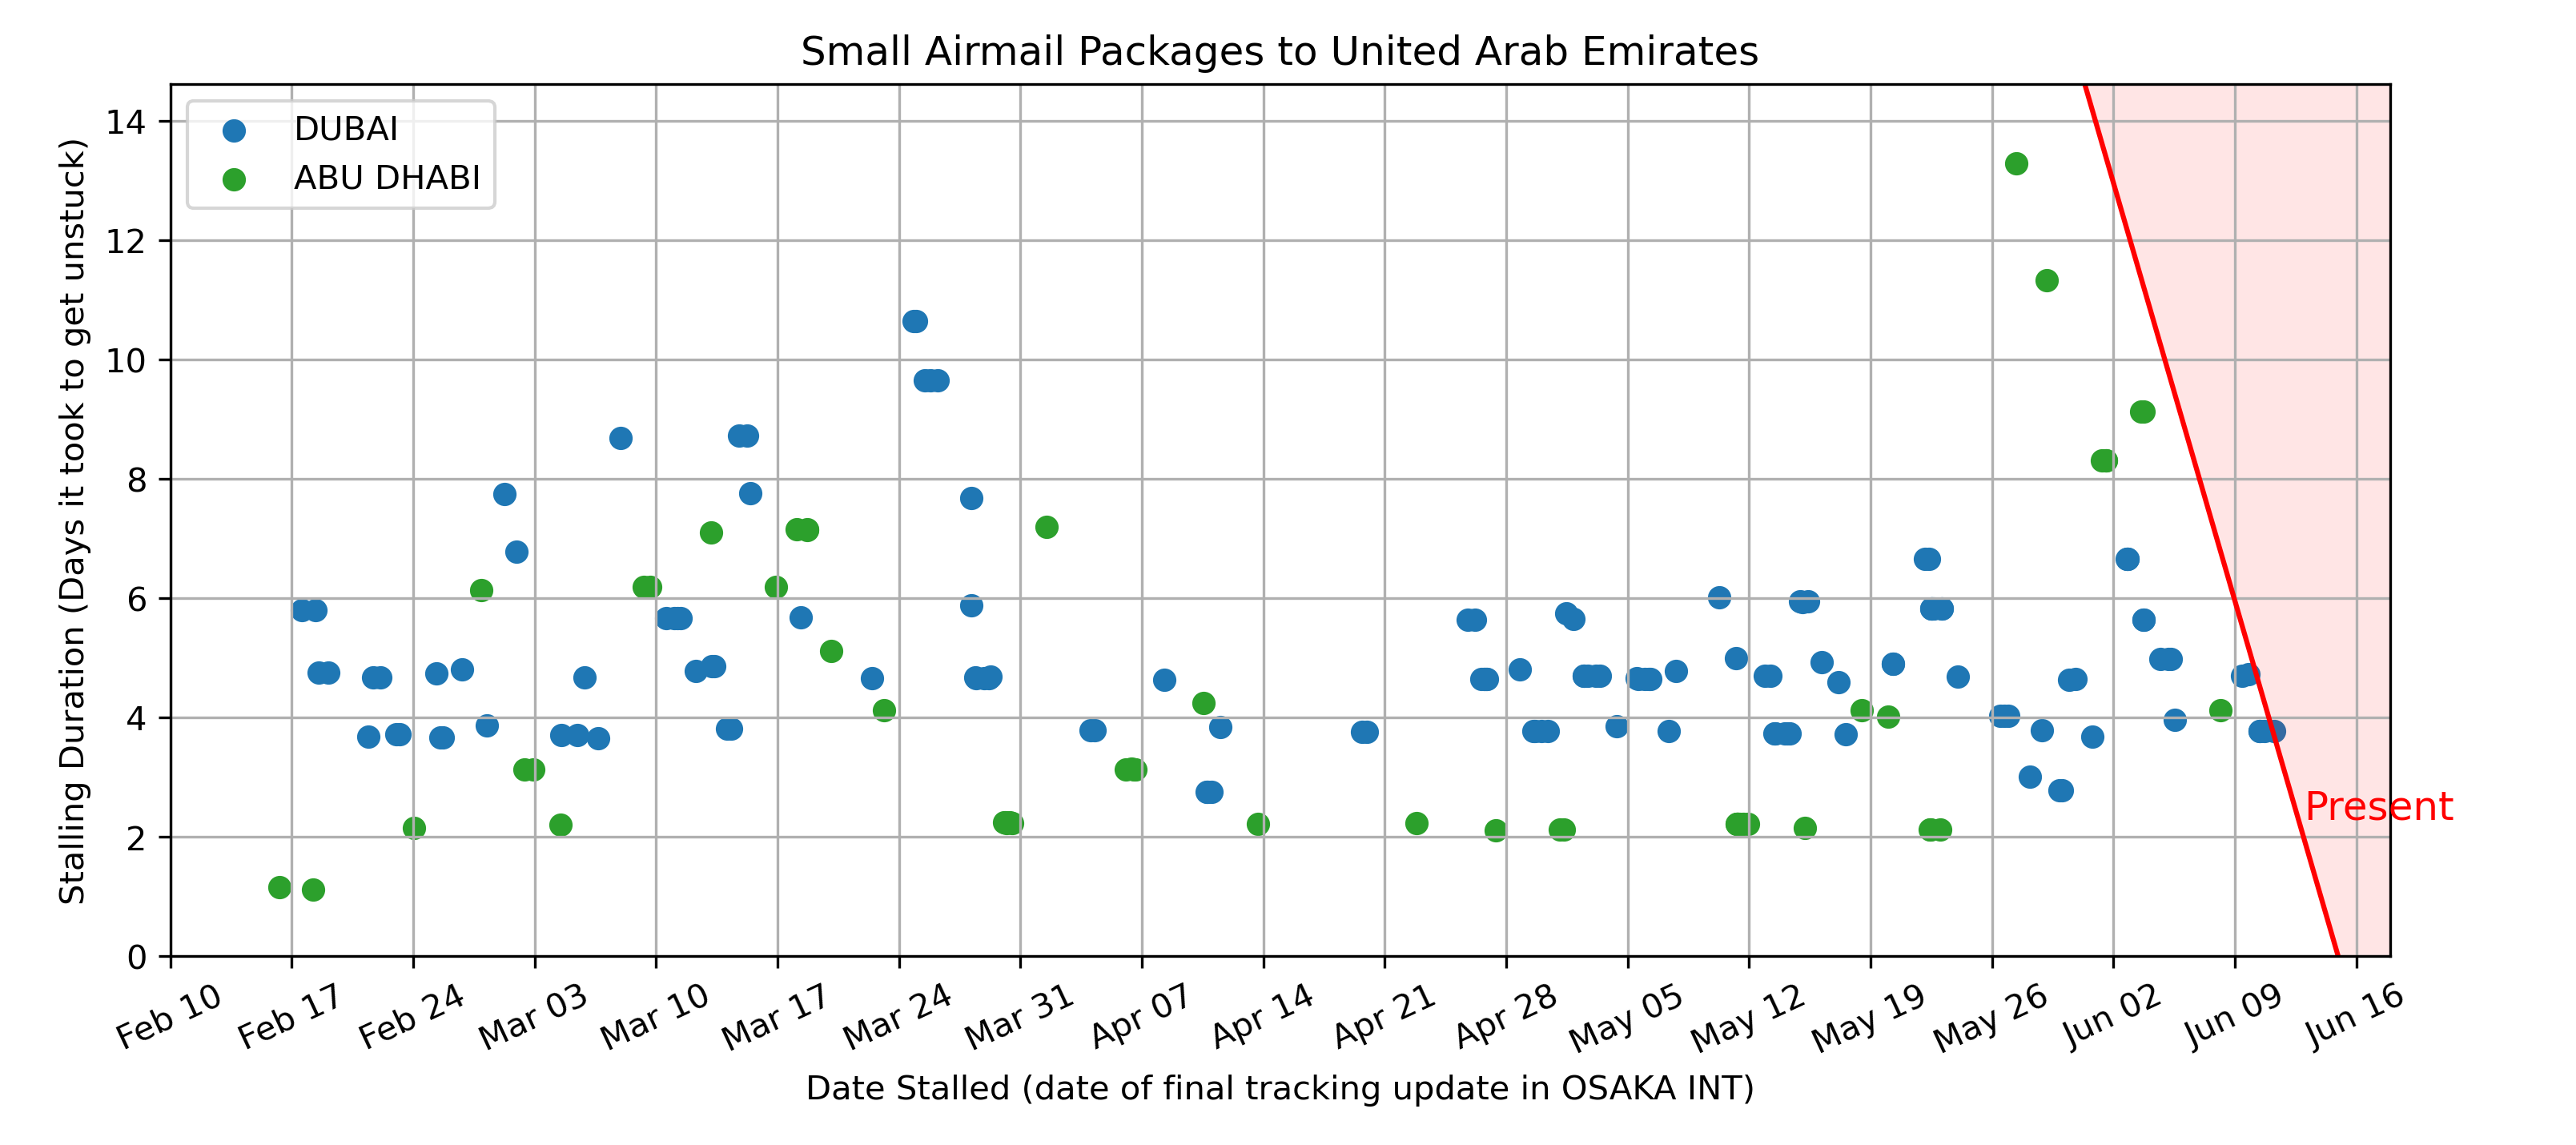 Small Airmail Packages to United Arab Emirates
DUBAI
ABU DHABI
Stalling Duration (Days it took to get unstuck)
14
12
10
8
6
4
2
0
Present
Feb 10
Feb 17
Feb 24
Mar 03
Mar 10
Mar 17
Mar 24
Mar 31
Apr 07
Apr 14
Apr 21
Apr 28
May 05
May 12
May 19
May 26
Jun 02
Jun 09
Jun 16
Date Stalled (date of final tracking update in OSAKA INT)